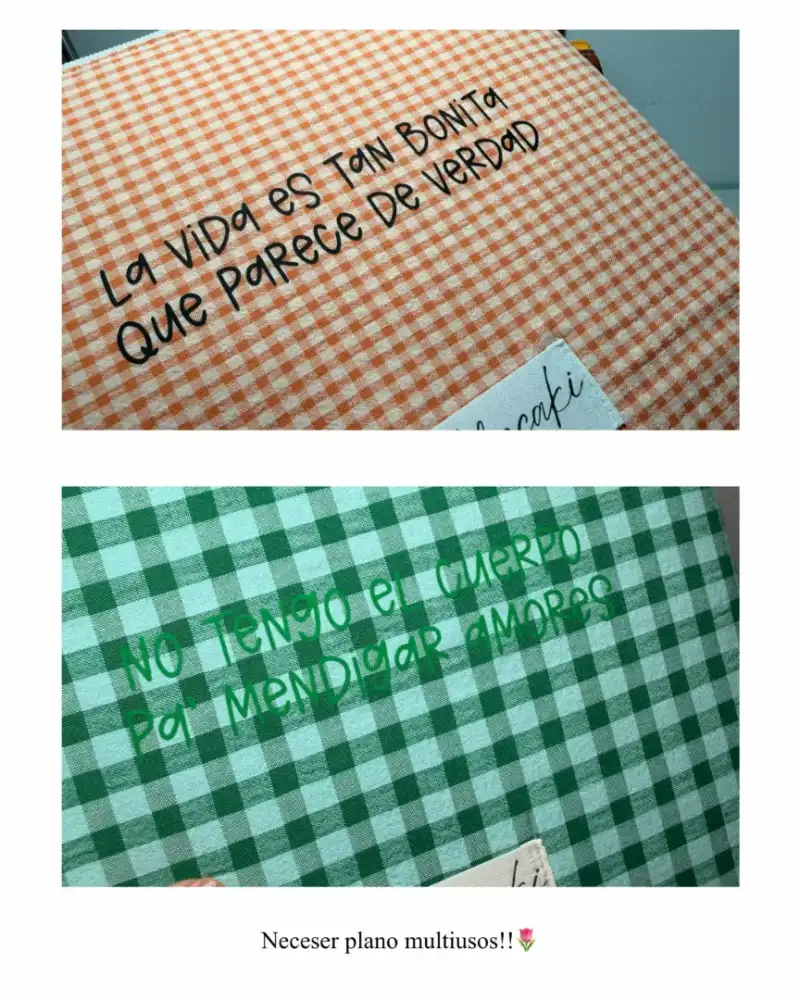 La vida es tan bonita
que parece de verdad
No tengo el cuerpo
pa' mendigar amores
Neceser plano multiusos!!🌷